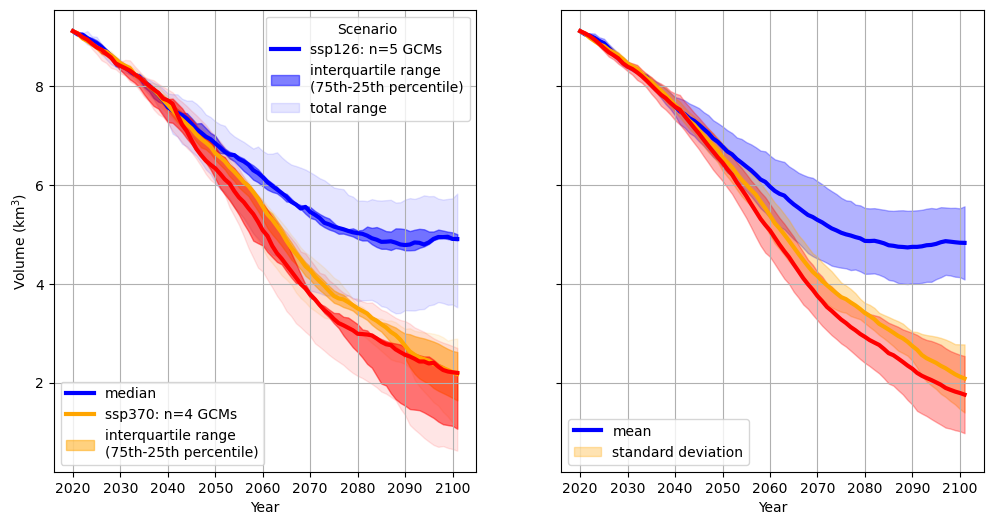 Scenario
ssp126: n=5 GCMs
interquartile range
(75th-25th percentile)
total range
8
6
4
2
Volume (km³)
median
ssp370: n=4 GCMs
interquartile range
(75th-25th percentile)
2020 2030 2040 2050 2060 2070 2080 2090 2100
Year
mean
standard deviation
2020 2030 2040 2050 2060 2070 2080 2090 2100
Year